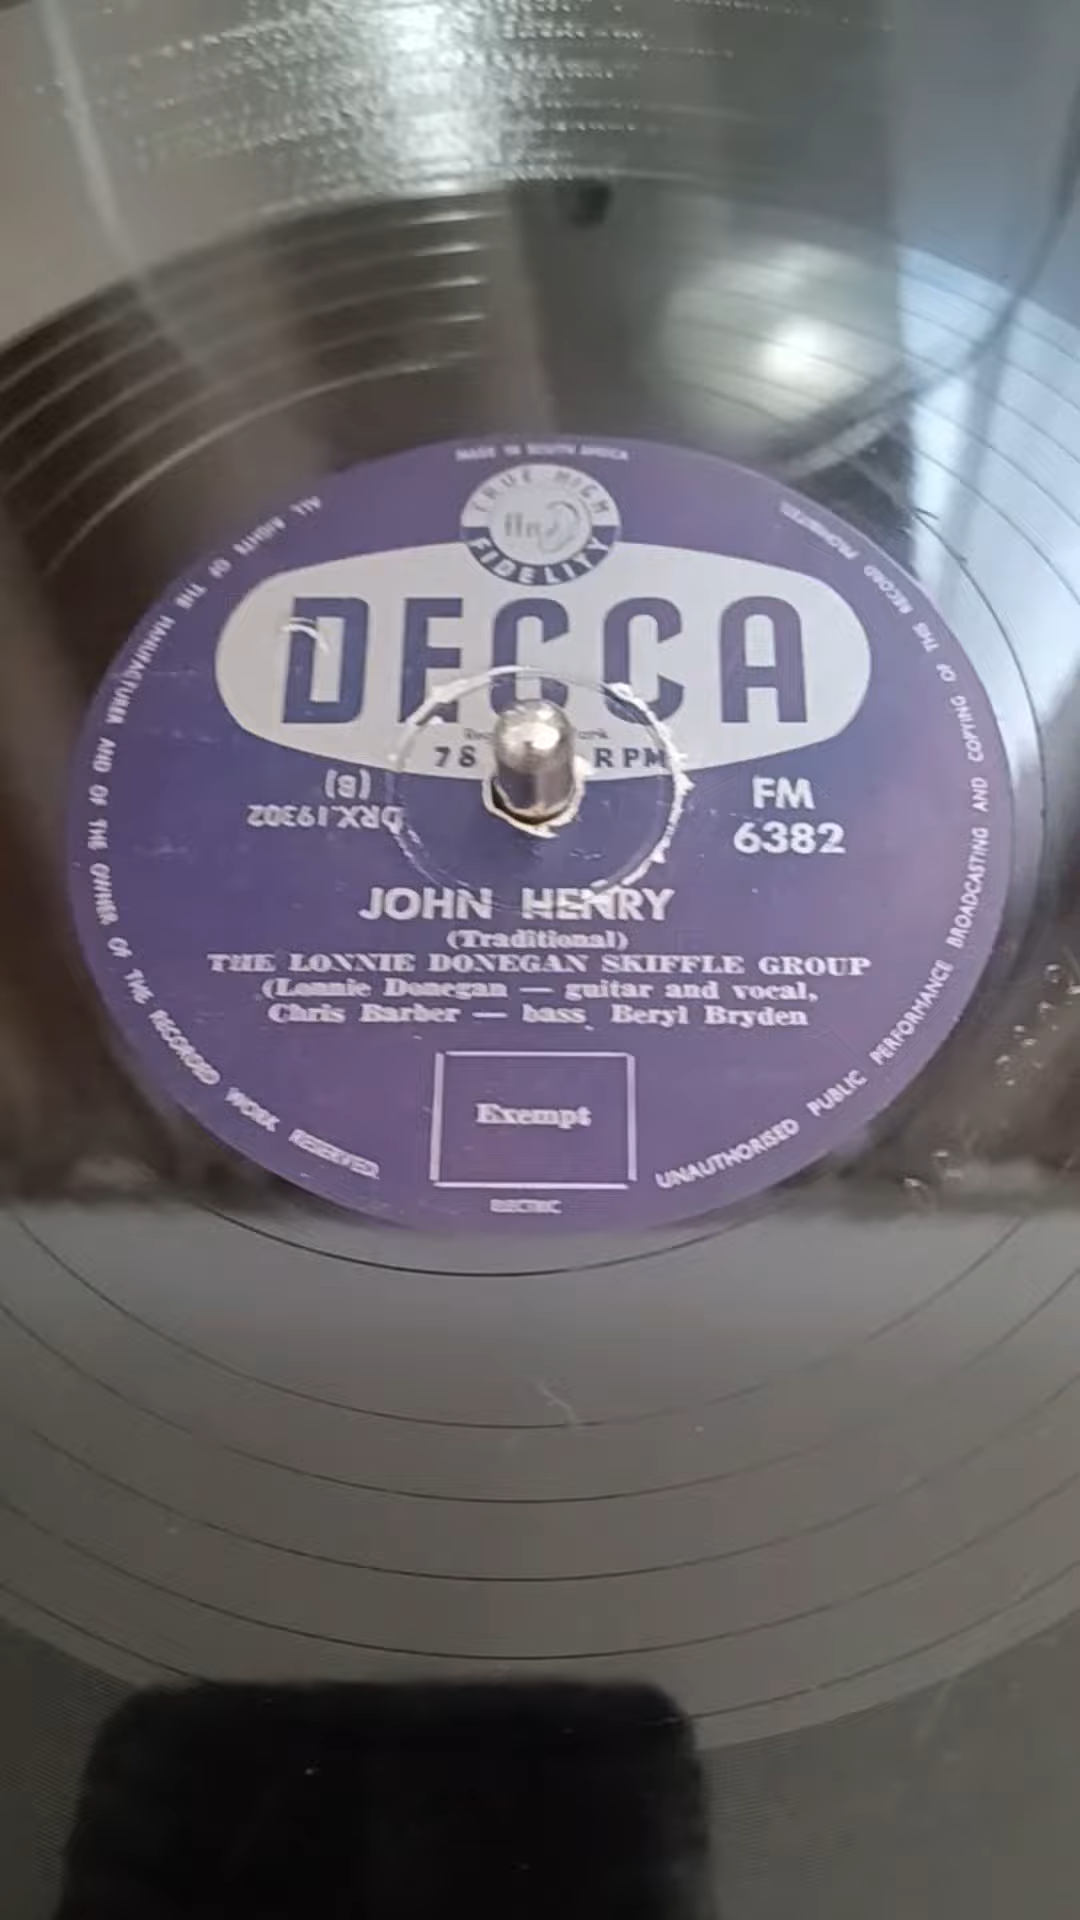 MADE IN SOUTH AFRICA
TRUE HIGH
FIDELITY
ffrr
DECCA
78 RPM
(B)
DRX.19302
FM
6382
JOHN HENRY
(Traditional)
THE LONNIE DONEGAN SKIFFLE GROUP
(Lonnie Donegan — guitar and vocal,
Chris Barber — bass, Beryl Bryden
Exempt
ELECTRIC
ALL RIGHTS OF THE MANUFACTURER AND OF THE OWNER OF THE RECORDED WORK RESERVED.
UNAUTHORISED PUBLIC PERFORMANCE BROADCASTING AND COPYING OF THIS RECORD PROHIBITED